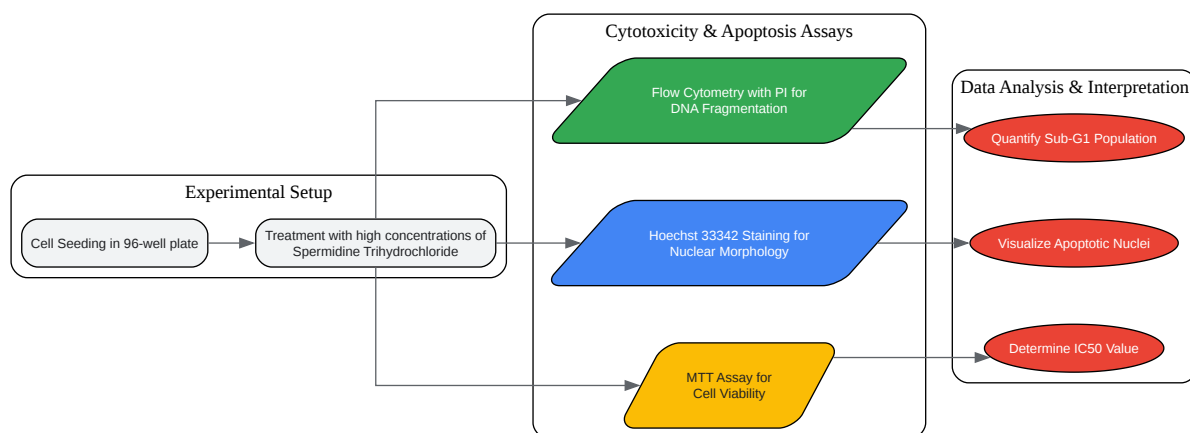 Experimental Setup
Cell Seeding in 96-well plate
Treatment with high concentrations of
Spermidine Trihydrochloride
Cytotoxicity & Apoptosis Assays
Flow Cytometry with PI for
DNA Fragmentation
Hoechst 33342 Staining for
Nuclear Morphology
MTT Assay for
Cell Viability
Data Analysis & Interpretation
Quantify Sub-G1 Population
Visualize Apoptotic Nuclei
Determine IC50 Value